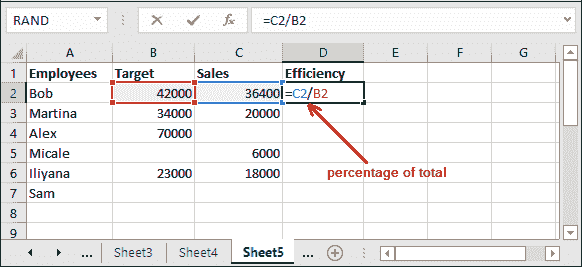 RAND =C2/B2
A B C D E F G
1 Employees Target Sales Efficiency
2 Bob 42000 36400 =C2/B2
3 Martina 34000 20000
4 Alex 70000
5 Micale 6000
percentage of total
6 Iliyana 23000 18000
7 Sam
8
9
... Sheet3 Sheet4 Sheet5 ...